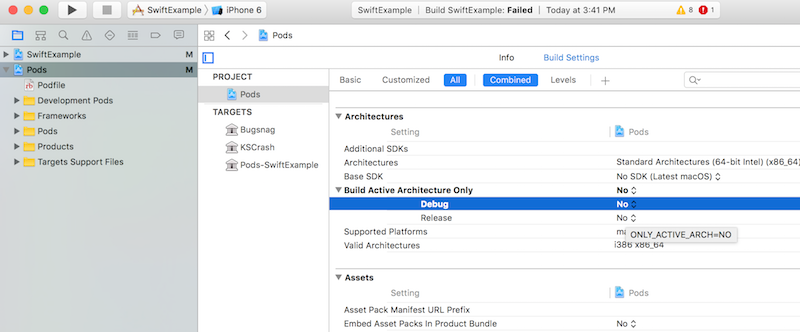 SwiftExample iPhone 6 SwiftExample Build SwiftExample: Failed Today at 3:41 PM 8 1
Pods
SwiftExample M
Pods M
Podfile
Development Pods
Frameworks
Pods
Products
Targets Support Files
Info Build Settings
PROJECT
Pods
TARGETS
Bugsnag
KSCrash
Pods-SwiftExample
Basic Customized All Combined Levels +
Architectures
Setting Pods
Additional SDKs
Architectures Standard Architectures (64-bit Intel) (x86_64)
Base SDK No SDK (Latest macOS)
Build Active Architecture Only No
Debug No
Release No
Supported Platforms
ONLY_ACTIVE_ARCH=NO
Valid Architectures i386 x86_64
Assets
Setting Pods
Asset Pack Manifest URL Prefix
Embed Asset Packs In Product Bundle No